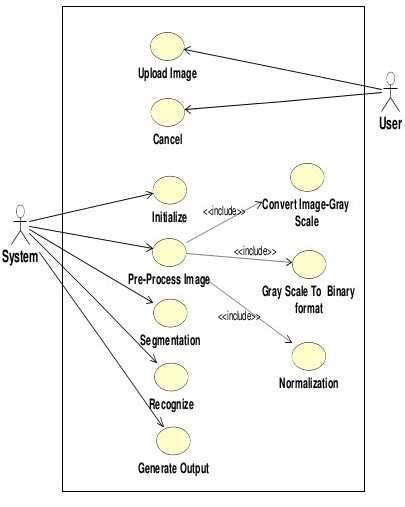 Upload Image
User
Cancel
Initialize
<<include>>
Convert Image-Gray
Scale
System
Pre-Process Image
<<include>>
Gray Scale To Binary
format
<<include>>
Segmentation
Normalization
Recognize
Generate Output